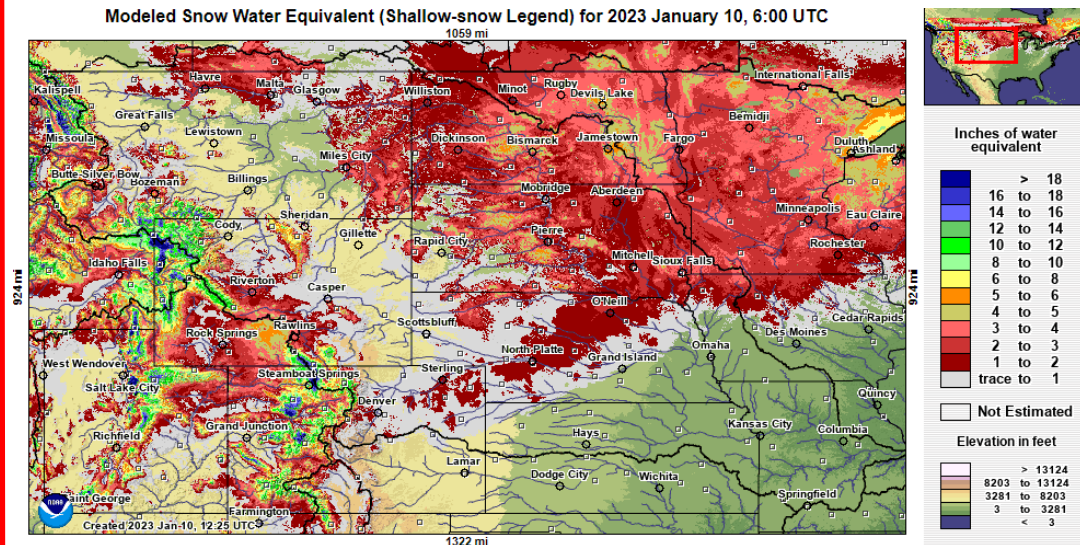 Modeled Snow Water Equivalent (Shallow-snow Legend) for 2023 January 10, 6:00 UTC
1059 mi
924 mi
Kalispell
Havre
Malta
Glasgow
Williston
Minot
Rugby
Devils Lake
International Falls
Great Falls
Missoula
Lewistown
Miles City
Dickinson
Bismarck
Jamestown
Fargo
Bemidji
Duluth
Ashland
Butte-Silver Bow
Bozeman
Billings
Mobridge
Aberdeen
Minneapolis
Eau Claire
Cody
Sheridan
Gillette
Rapid City
Pierre
Mitchell
Sioux Falls
Rochester
Idaho Falls
Riverton
Casper
O'Neill
Rock Springs
Rawlins
Scottsbluff
North Platte
Grand Island
Omaha
Des Moines
Cedar Rapids
West Wendover
Salt Lake City
Steamboat Springs
Sterling
Denver
Quincy
Richfield
Grand Junction
Hays
Kansas City
Columbia
Lamar
Dodge City
Wichita
Springfield
Saint George
Farmington
NOAA
Created 2023 Jan-10, 12:25 UTC
1322 mi
924 mi
Inches of water
equivalent
> 18
16 to 18
14 to 16
12 to 14
10 to 12
8 to 10
6 to 8
5 to 6
4 to 5
3 to 4
2 to 3
1 to 2
trace to 1
Not Estimated
Elevation in feet
> 13124
8203 to 13124
3281 to 8203
3 to 3281
< 3